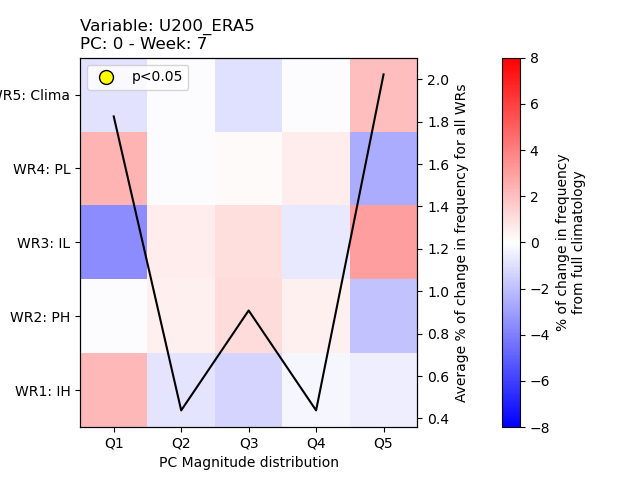 Variable: U200_ERA5
PC: 0 - Week: 7
p<0.05
WR5: Clima
WR4: PL
WR3: IL
WR2: PH
WR1: IH
Q1 Q2 Q3 Q4 Q5
PC Magnitude distribution
2.0
1.8
1.6
1.4
1.2
1.0
0.8
0.6
0.4
Average % of change in frequency for all WRs
8
6
4
2
0
−2
−4
−6
−8
% of change in frequency
from full climatology